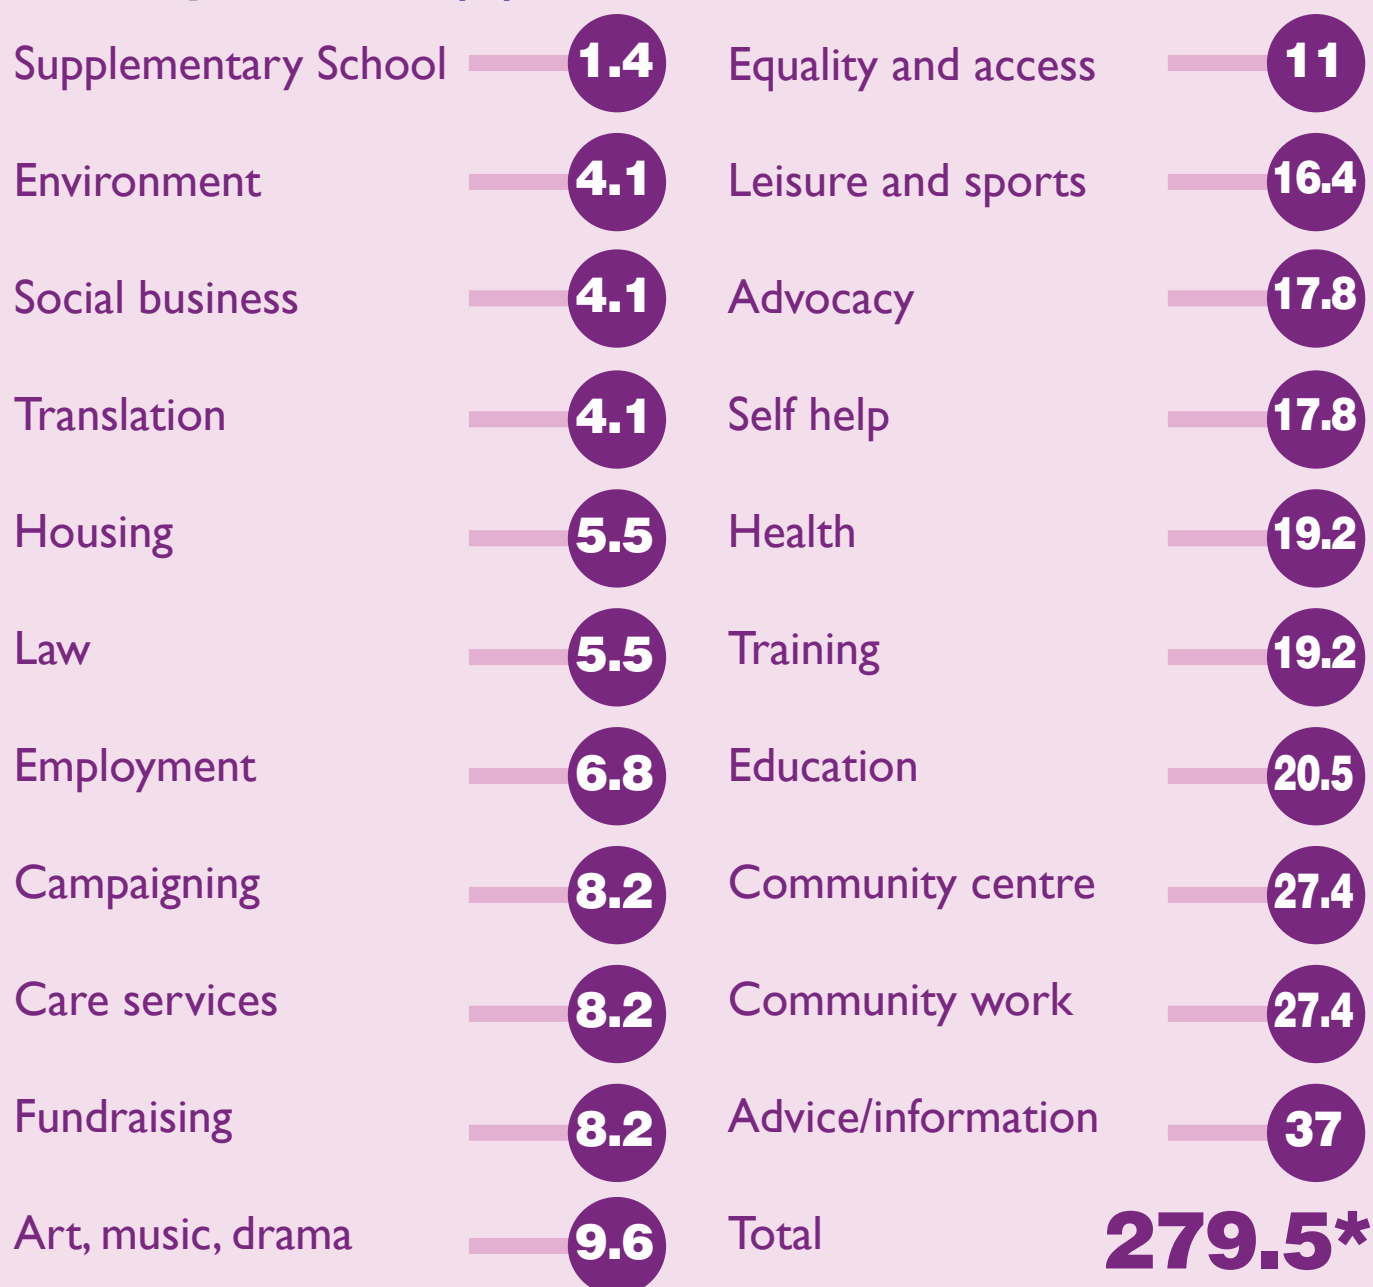 Supplementary School 1.4
Environment 4.1
Social business 4.1
Translation 4.1
Housing 5.5
Law 5.5
Employment 6.8
Campaigning 8.2
Care services 8.2
Fundraising 8.2
Art, music, drama 9.6
Equality and access 11
Leisure and sports 16.4
Advocacy 17.8
Self help 17.8
Health 19.2
Training 19.2
Education 20.5
Community centre 27.4
Community work 27.4
Advice/information 37
Total 279.5*